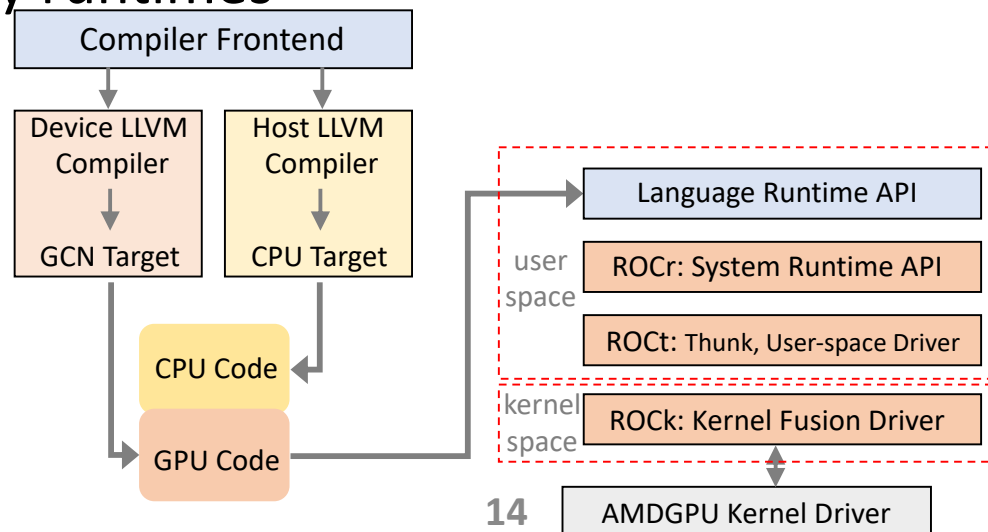 y runtimes
Compiler Frontend
Device LLVM
Compiler
GCN Target
Host LLVM
Compiler
CPU Target
CPU Code
GPU Code
user
space
Language Runtime API
ROCr: System Runtime API
ROCt: Thunk, User-space Driver
kernel
space
ROCk: Kernel Fusion Driver
14
AMDGPU Kernel Driver